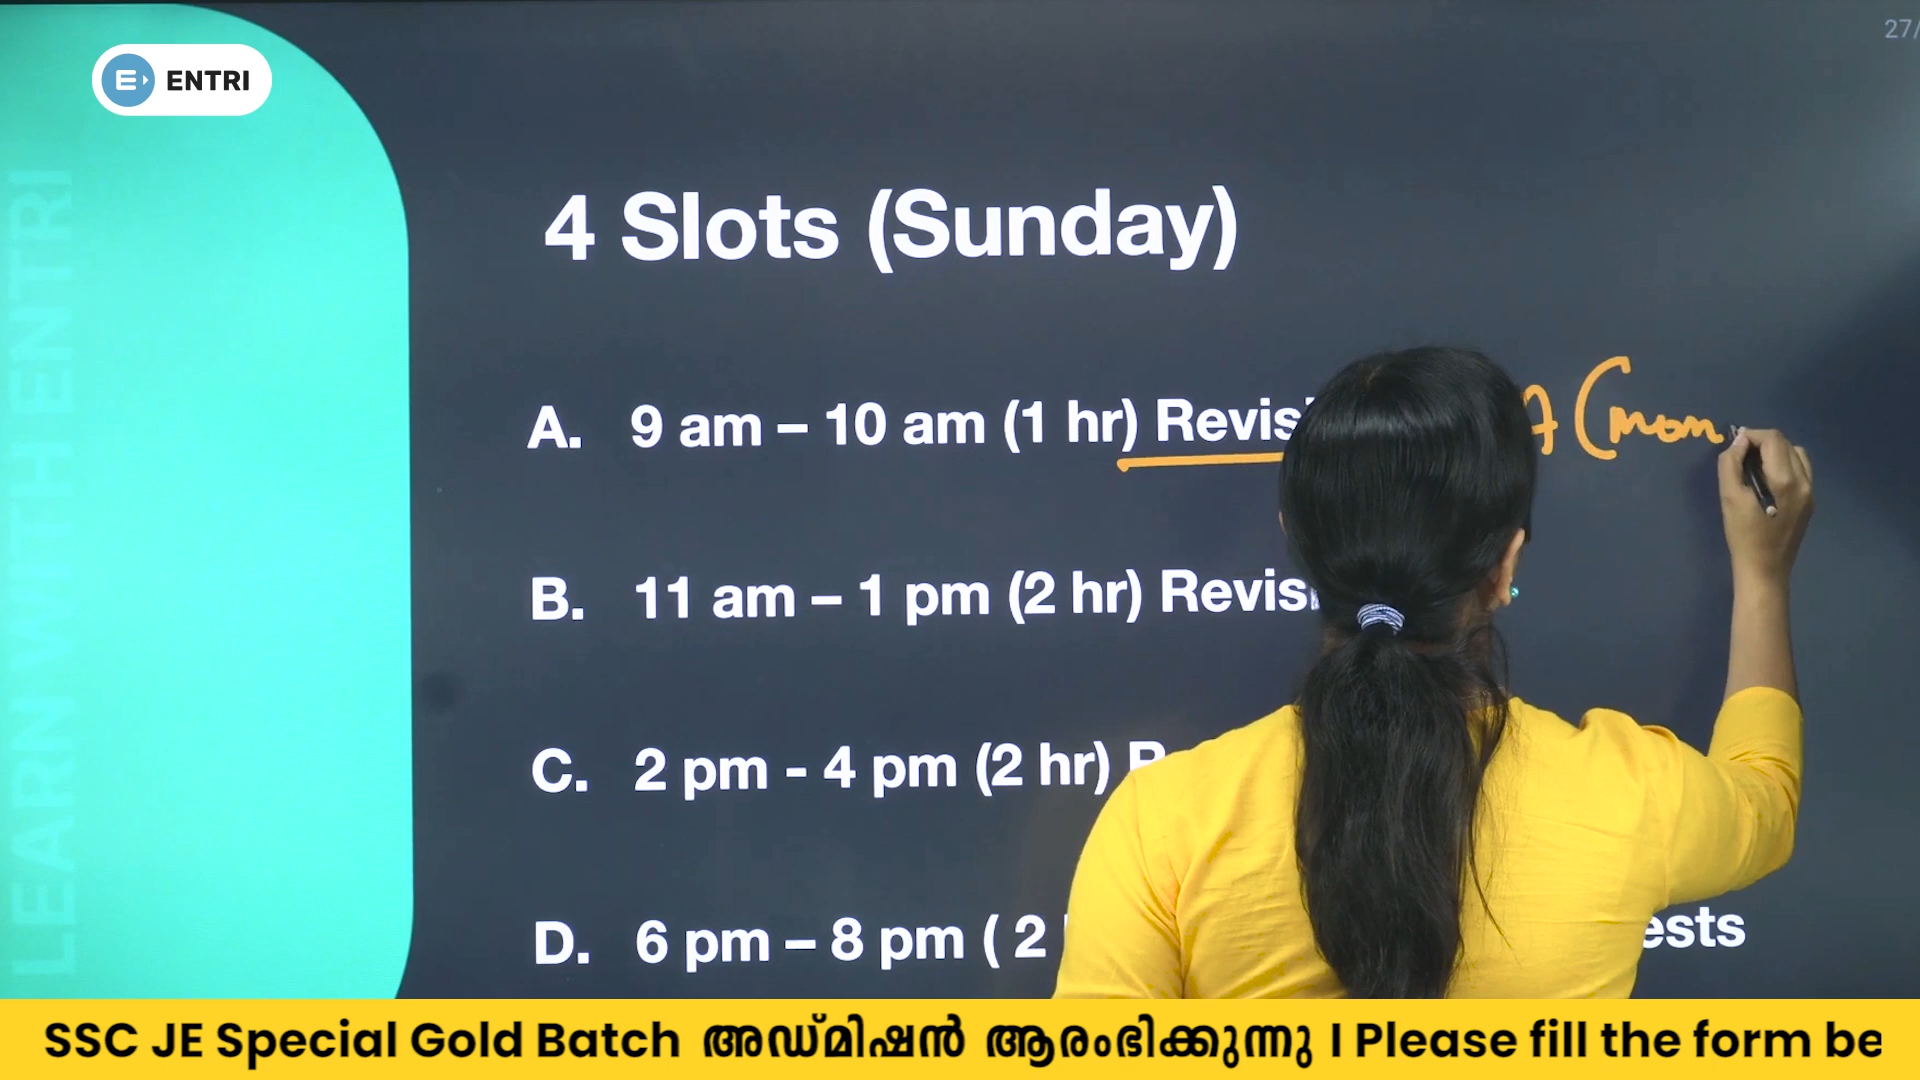 27/
ENTRI
LEARN WITH ENTRI
4 Slots (Sunday)
A. 9 am – 10 am (1 hr) Revis A (mon
B. 11 am – 1 pm (2 hr) Revis
C. 2 pm - 4 pm (2 hr)
D. 6 pm – 8 pm ( 2 ests
SSC JE Special Gold Batch അഡ്മിഷൻ ആരംഭിക്കുന്നു I Please fill the form be